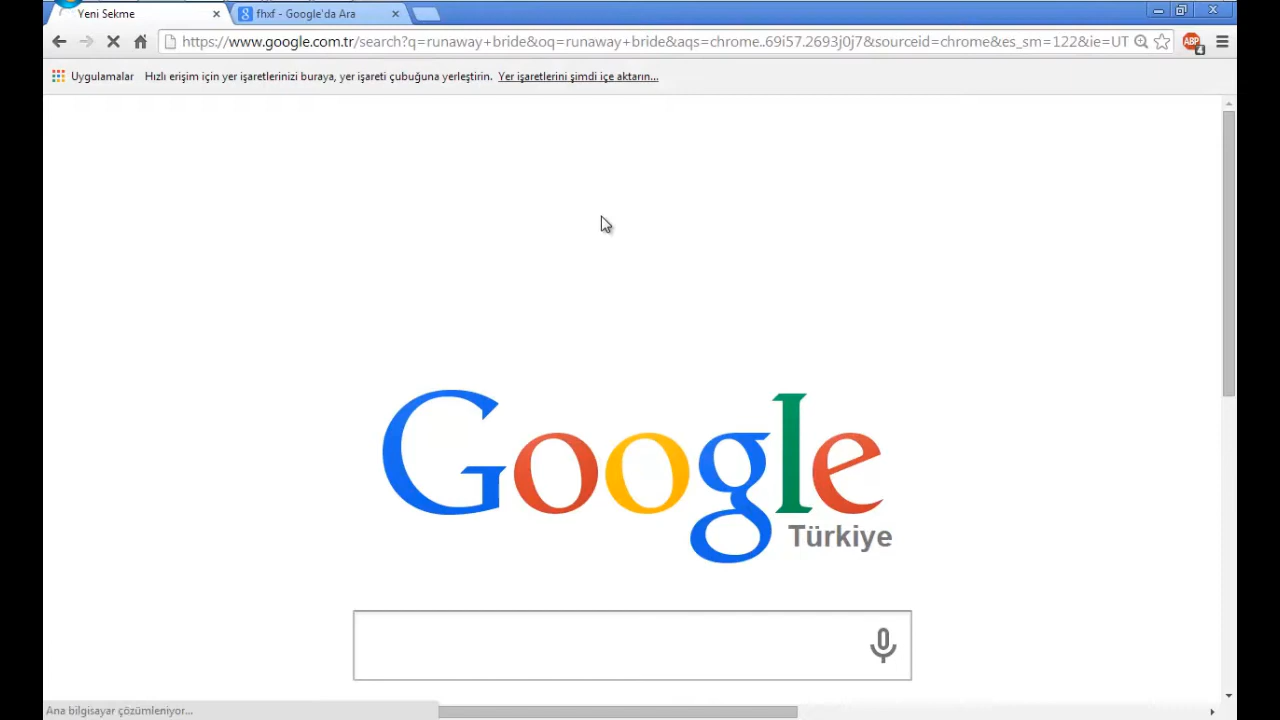 Yeni Sekme
fhxf - Google'da Ara
https://www.google.com.tr/search?q=runaway+bride&oq=runaway+bride&aqs=chrome..69i57.2693j0j7&sourceid=chrome&es_sm=122&ie=UT
ABP
4
Uygulamalar
Hızlı erişim için yer işaretlerinizi buraya, yer işareti çubuğuna yerleştirin. Yer işaretlerini şimdi içe aktarın...
Google
Türkiye
Ana bilgisayar çözümleniyor...